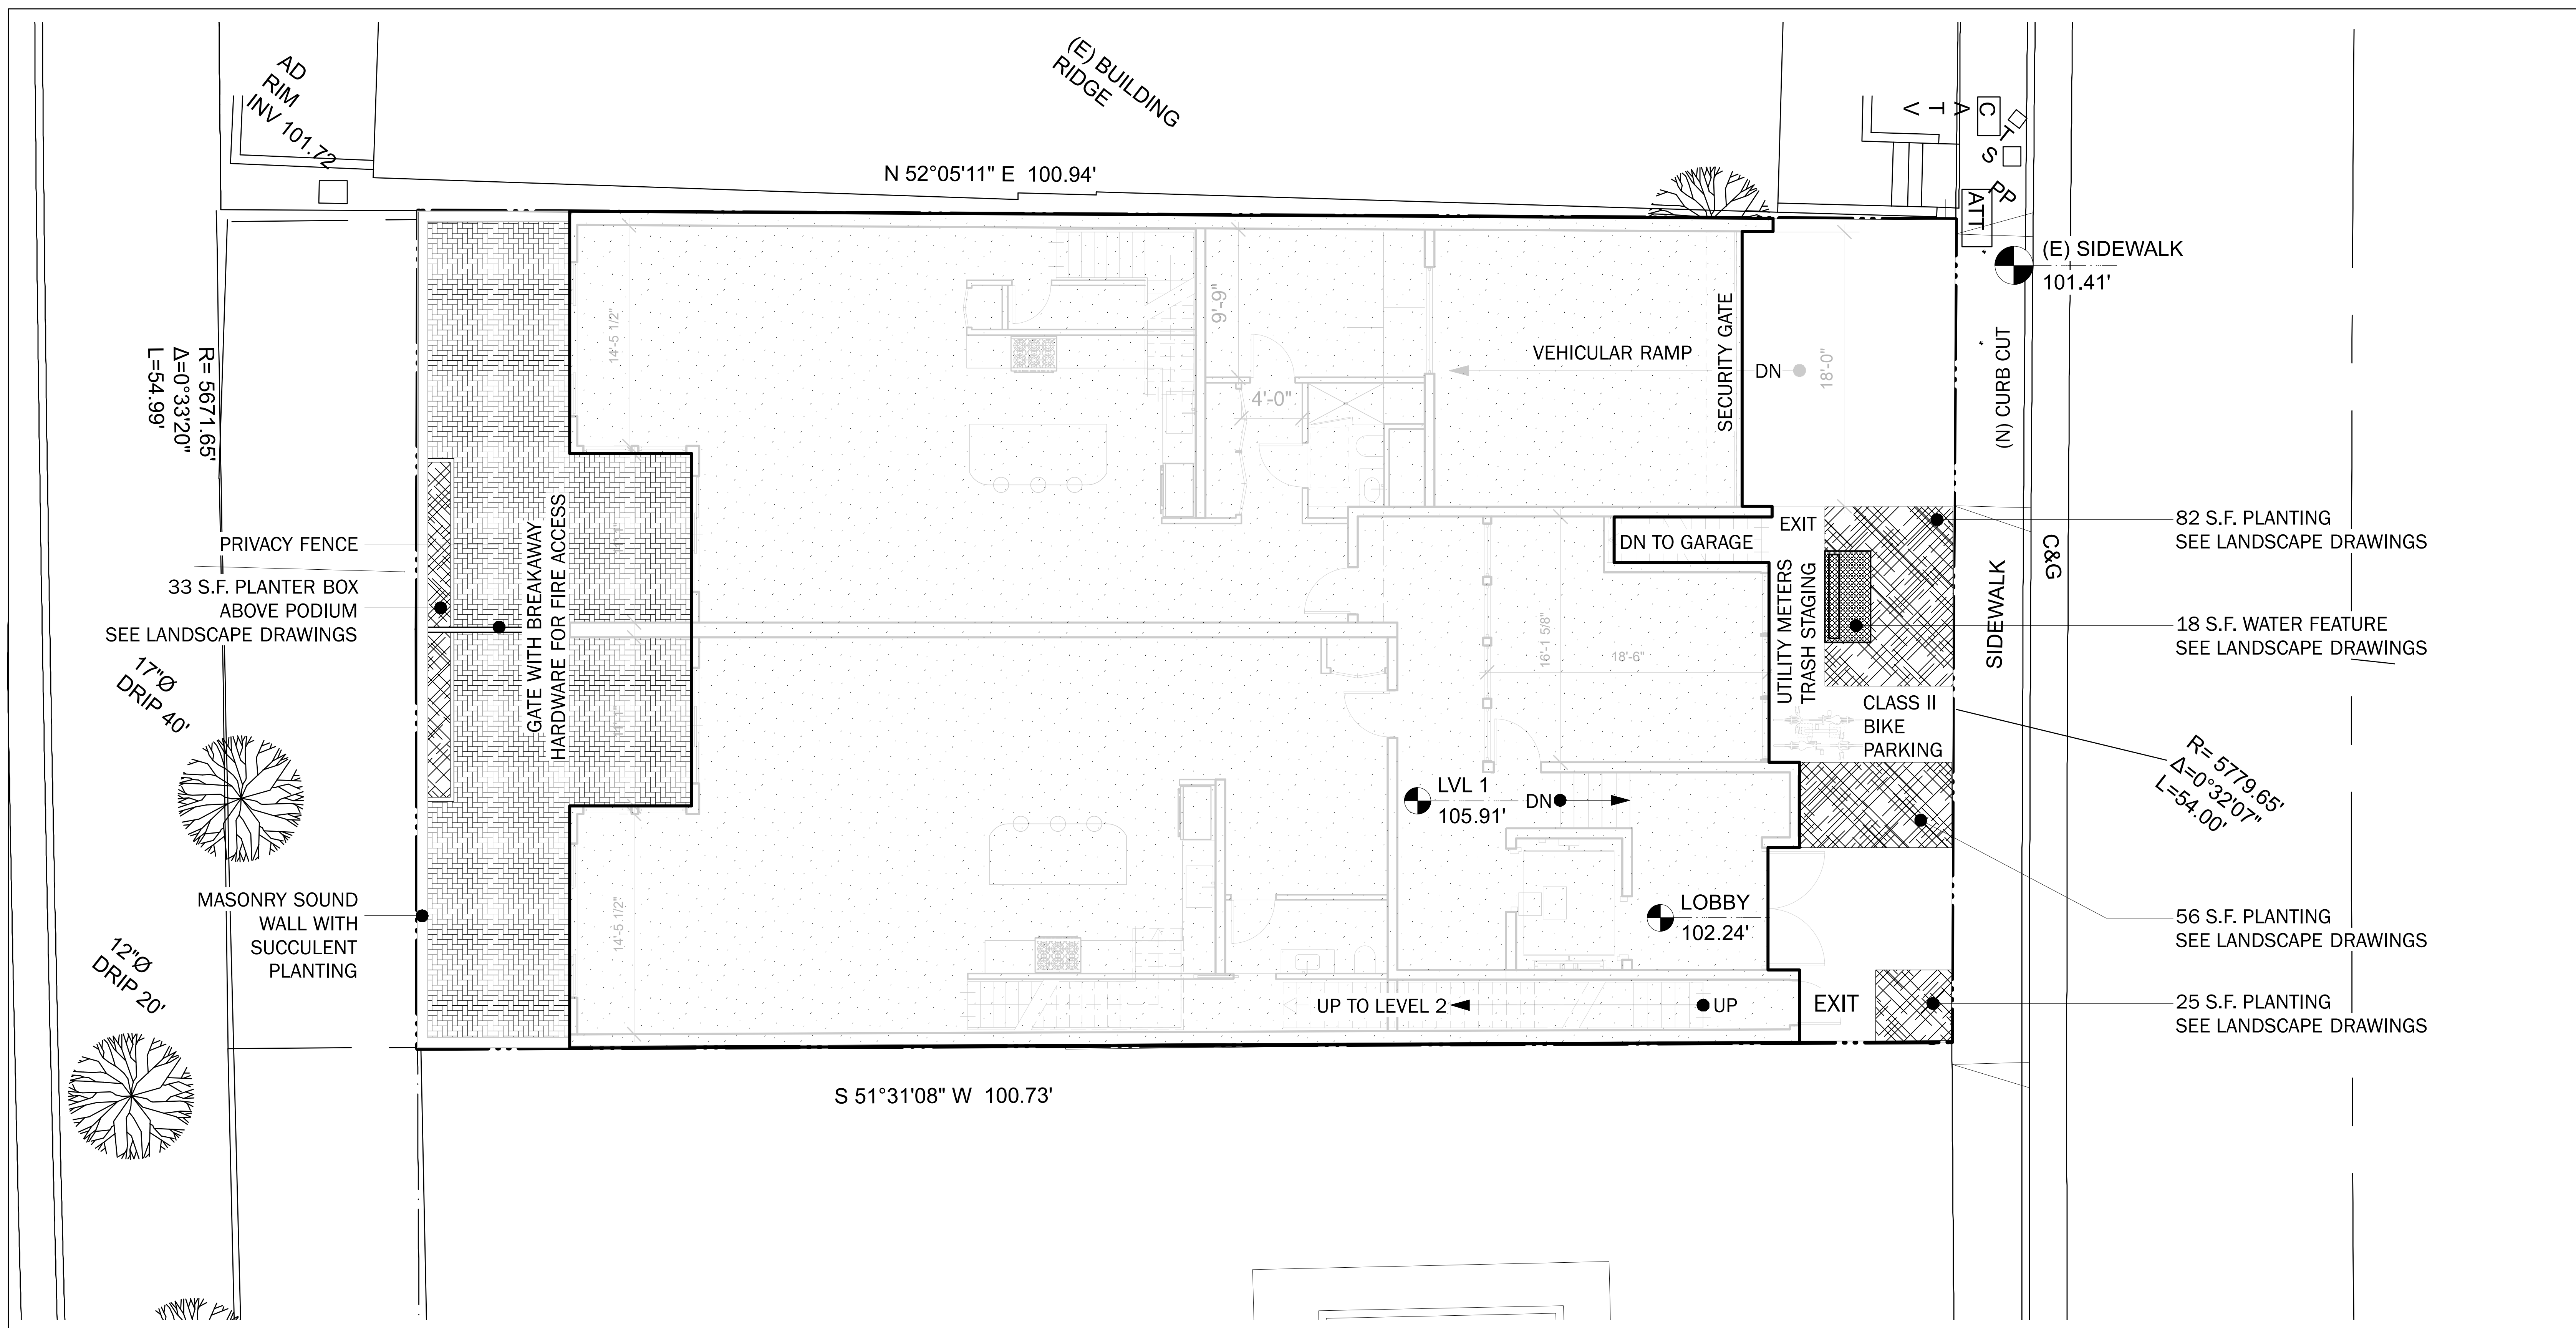 AD
RIM
INV 101.72
(E) BUILDING
RIDGE
N 52°05'11" E 100.94'
CATV
T
S
PP
ATT
(E) SIDEWALK
101.41'
R= 5671.65'
Δ=0°33'20"
L=54.99'
14'-5 1/2"
9'-9"
4'-0"
VEHICULAR RAMP
SECURITY GATE
DN
18'-0"
(N) CURB CUT
PRIVACY FENCE
33 S.F. PLANTER BOX
ABOVE PODIUM
SEE LANDSCAPE DRAWINGS
GATE WITH BREAKAWAY
HARDWARE FOR FIRE ACCESS
EXIT
DN TO GARAGE
UTILITY METERS
TRASH STAGING
16'-1 5/8"
18'-6"
SIDEWALK
C&G
82 S.F. PLANTING
SEE LANDSCAPE DRAWINGS
18 S.F. WATER FEATURE
SEE LANDSCAPE DRAWINGS
CLASS II
BIKE
PARKING
R= 5779.65'
Δ=0°32'07"
L=54.00'
17"Ø
DRIP 40'
LVL 1
105.91'
DN
MASONRY SOUND
WALL WITH
SUCCULENT
PLANTING
14'-5 1/2"
LOBBY
102.24'
56 S.F. PLANTING
SEE LANDSCAPE DRAWINGS
12"Ø
DRIP 20'
UP TO LEVEL 2
UP
EXIT
25 S.F. PLANTING
SEE LANDSCAPE DRAWINGS
S 51°31'08" W 100.73'